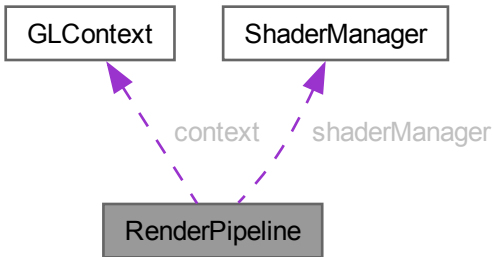 GLContext
ShaderManager
context
shaderManager
RenderPipeline